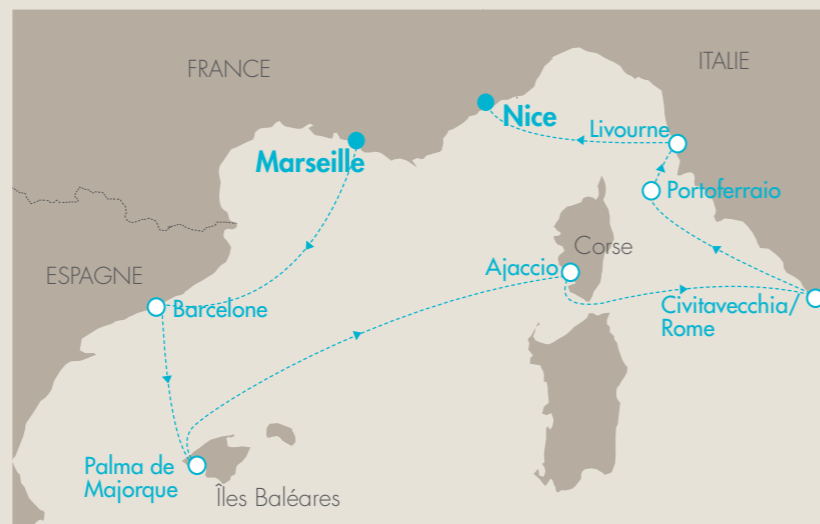 FRANCE
ITALIE
Nice
Livourne
Marseille
Portoferraio
Corse
Ajaccio
ESPAGNE
Barcelone
Civitavecchia/
Rome
Palma de
Majorque
Îles Baléares